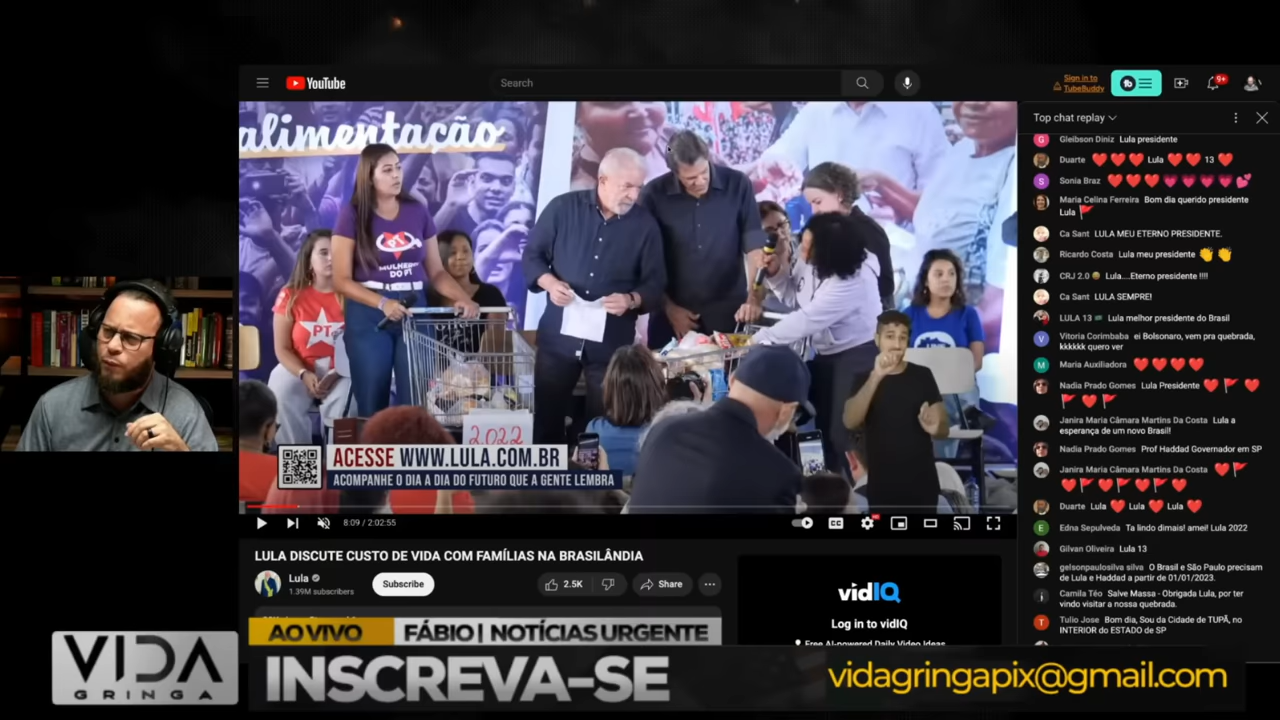 YouTube
Search
Sign in to
TubeBuddy
9+
alimentação
PT
PT
MULHERES
DO PT
2022
ACESSE WWW.LULA.COM.BR
ACOMPANHE O DIA A DIA DO FUTURO QUE A GENTE LEMBRA
8:09 / 2:02:55
CC
LULA DISCUTE CUSTO DE VIDA COM FAMÍLIAS NA BRASILÂNDIA
Lula
1.39M subscribers
Subscribe
2.5K
Share
vidIQ
Log in to vidIQ
Free AI-powered Daily Video Ideas
Top chat replay
Gleibson Diniz Lula presidente
Duarte ❤️❤️❤️ Lula ❤️❤️ 13 ❤️
Sonia Braz ❤️❤️❤️💗💗💗💗💕
Maria Celina Ferreira Bom dia querido presidente
Lula 🚩
Ca Sant LULA MEU ETERNO PRESIDENTE.
Ricardo Costa Lula meu presidente 👏 👏
CRJ 2.0 Lula....Eterno presidente !!!!
Ca Sant LULA SEMPRE!
LULA 13 Lula melhor presidente do Brasil
Vitoria Corimbaba ei Bolsonaro, vem pra quebrada,
kkkkkk quero ver
Maria Auxiliadora ❤️❤️❤️❤️
Nadia Prado Gomes Lula Presidente ❤️🚩❤️
🚩❤️🚩
Janira Maria Câmara Martins Da Costa Lula a
esperança de um novo Brasil!
Nadia Prado Gomes Prof Haddad Governador em SP
Janira Maria Câmara Martins Da Costa ❤️🚩
❤️🚩❤️🚩❤️🚩❤️
Duarte Lula ❤️ Lula ❤️ Lula ❤️
Edna Sepulveda Ta lindo dimais! amei! Lula 2022
Gilvan Oliveira Lula 13
gelsonpaulosilva silva O Brasil e São Paulo precisam
de Lula e Haddad a partir de 01/01/2023.
Camila Téo Salve Massa - Obrigada Lula, por ter
vindo visitar a nossa quebrada.
Tulio Jose Bom dia, Sou da Cidade de TUPÃ, no
INTERIOR do ESTADO de SP
AO VIVO
FÁBIO | NOTÍCIAS URGENTE
VIDA
GRINGA
INSCREVA-SE
vidagringapix@gmail.com